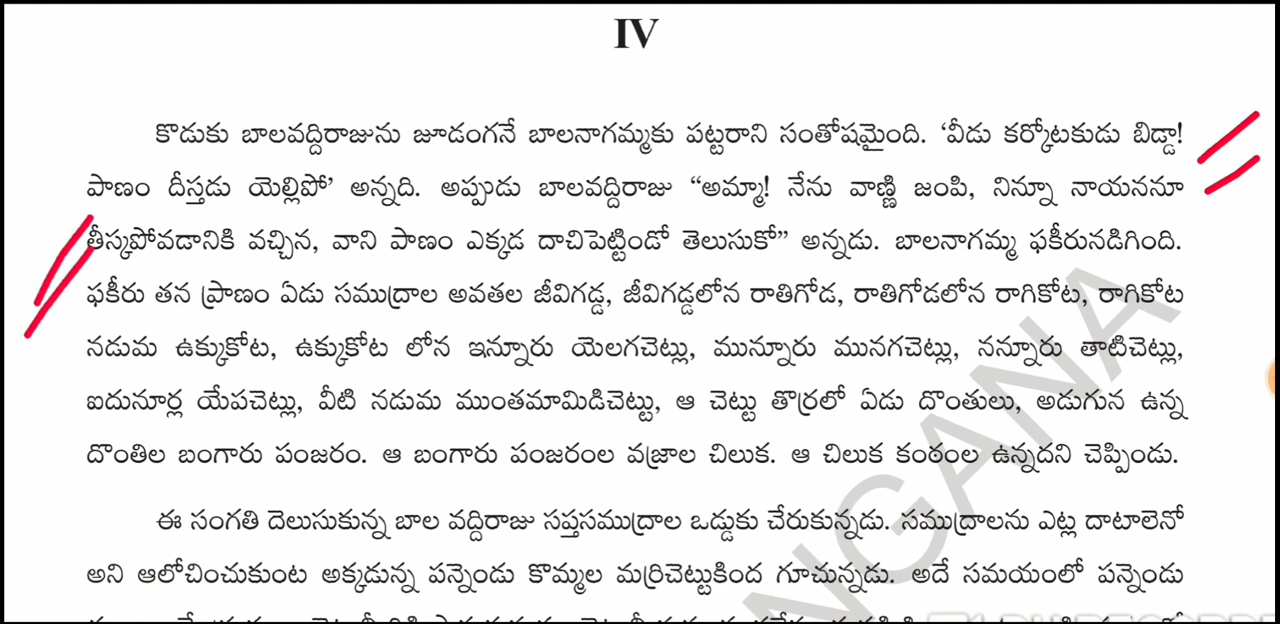 IV
కొడుకు బాలవద్దిరాజును జూడంగనే బాలనాగమ్మకు పట్టరాని సంతోషమైంది. ‘వీడు కర్కోటకుడు బిడ్డా!
పాణం దీస్తడు యెల్లిపో’ అన్నది. అప్పుడు బాలవద్దిరాజు “అమ్మా! నేను వాణ్ణి జంపి, నిన్నూ నాయననూ
తీస్కపోవడానికి వచ్చిన, వాని పాణం ఎక్కడ దాచిపెట్టిండో తెలుసుకో” అన్నడు. బాలనాగమ్మ ఫకీరునడిగింది.
ఫకీరు తన ప్రాణం ఏడు సముద్రాల అవతల జీవిగడ్డ, జీవిగడ్డలోన రాతిగోడ, రాతిగోడలోన రాగికోట, రాగికోట
నడుమ ఉక్కుకోట, ఉక్కుకోట లోన ఇన్నూరు యెలగచెట్లు, మున్నూరు మునగచెట్లు, నన్నూరు తాటిచెట్లు,
ఐదునూర్ల యేపచెట్లు, వీటి నడుమ ముంతమామిడిచెట్టు, ఆ చెట్టు తొర్రలో ఏడు దొంతులు, అడుగున ఉన్న
దొంతిల బంగారు పంజరం. ఆ బంగారు పంజరంల వజ్రాల చిలుక. ఆ చిలుక కంఠంల ఉన్నదని చెప్పిండు.
ఈ సంగతి దెలుసుకున్న బాల వద్దిరాజు సప్తసముద్రాల ఒడ్డుకు చేరుకున్నడు. సముద్రాలను ఎట్ల దాటాలెనో
అని ఆలోచించుకుంట అక్కడున్న పన్నెండు కొమ్మల మర్రిచెట్టుకింద గూచున్నడు. అదే సమయంలో పన్నెండు
NGANA